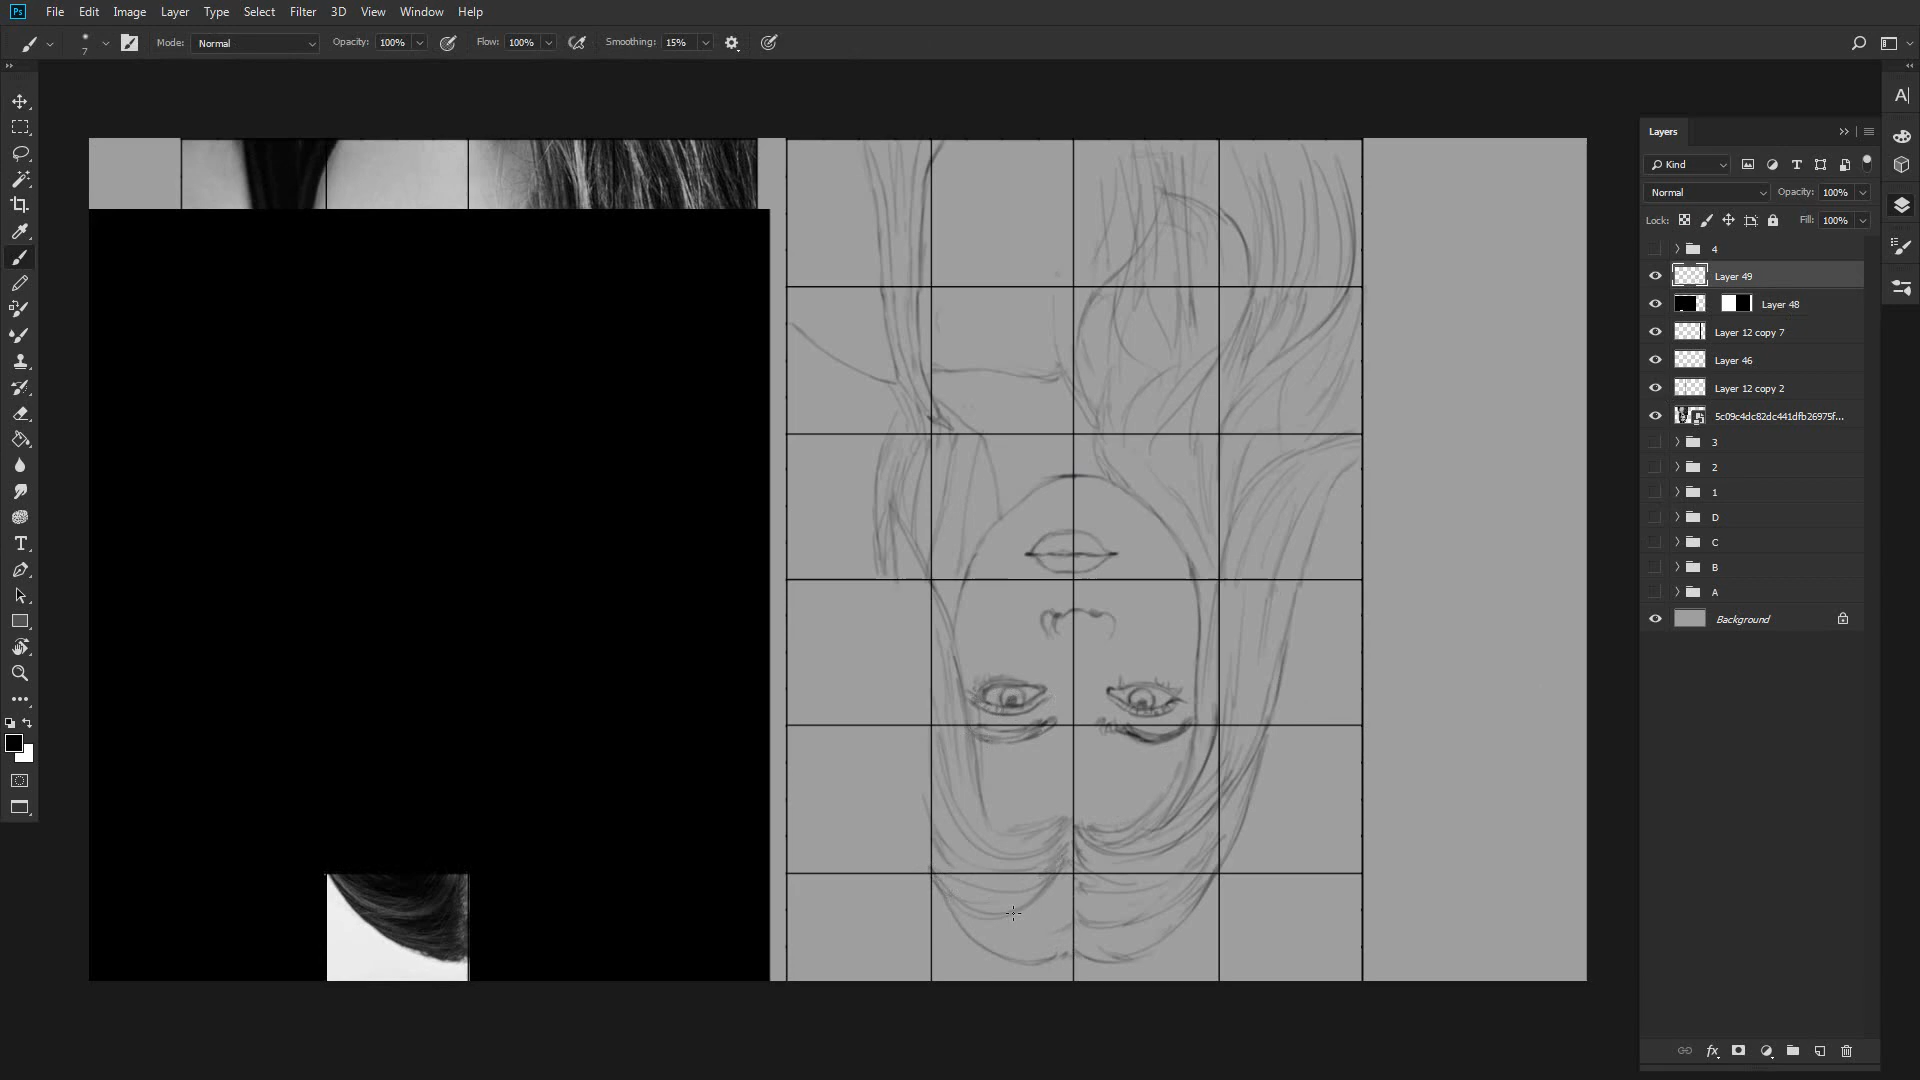 Ps File Edit Image Layer Type Select Filter 3D View Window Help
7 Mode: Normal Opacity: 100% Flow: 100% Smoothing: 15%
Layers
Kind
Normal Opacity: 100%
Lock: Fill: 100%
4
Layer 49
Layer 48
Layer 12 copy 7
Layer 46
Layer 12 copy 2
5c09c4dc82dc441dfb26975f...
3
2
1
D
C
B
A
Background
fx